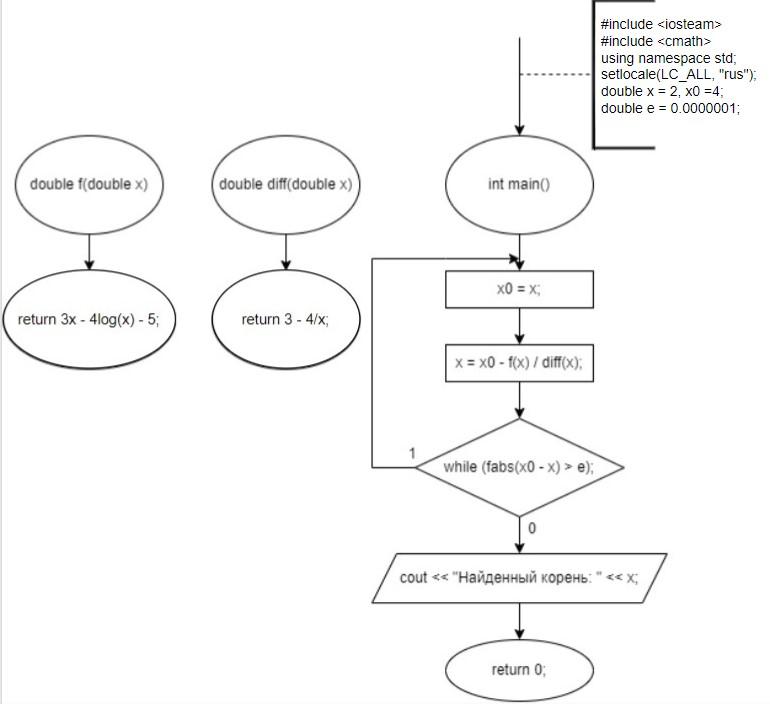 #include <iosteam>
#include <cmath>
using namespace std;
setlocale(LC_ALL, "rus");
double x = 2, x0 =4;
double e = 0.0000001;
double f(double x)
double diff(double x)
int main()
return 3x - 4log(x) - 5;
return 3 - 4/x;
x0 = x;
x = x0 - f(x) / diff(x);
1
while (fabs(x0 - x) > e);
0
cout << "Найденный корень: " << x;
return 0;